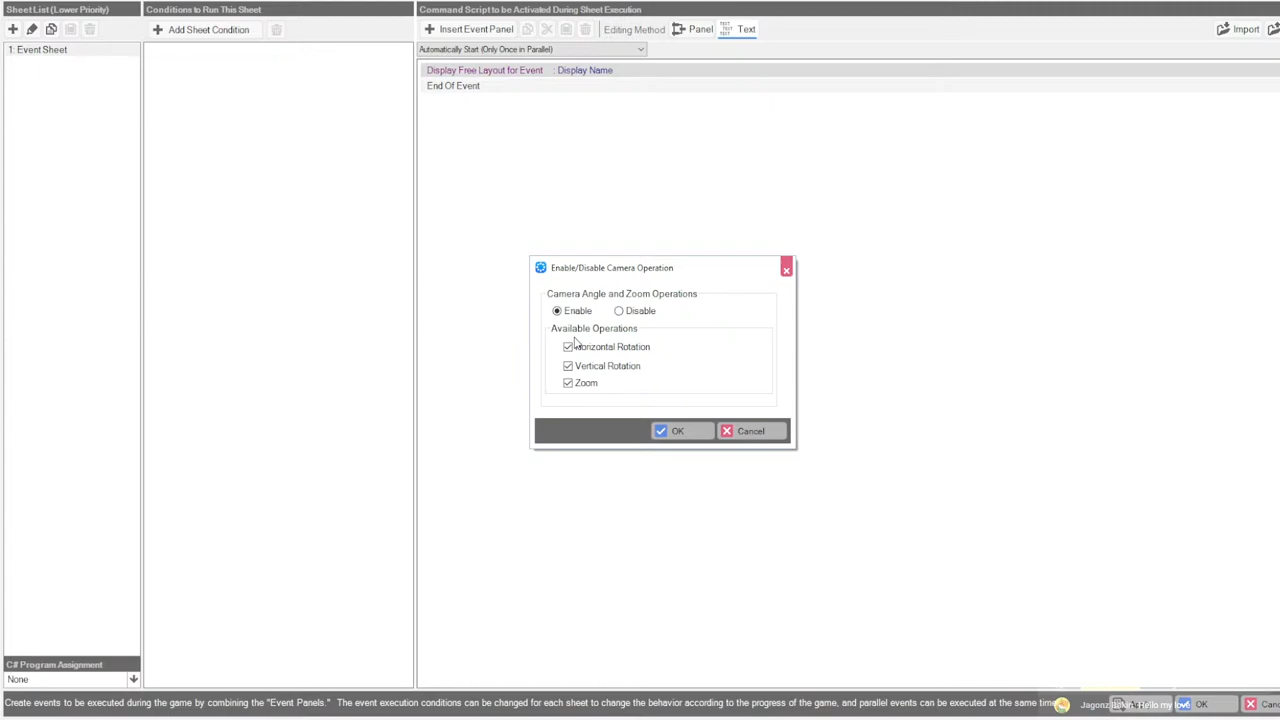 Sheet List (Lower Priority)
Conditions to Run This Sheet
Command Script to be Activated During Sheet Execution
Add Sheet Condition
Insert Event Panel
Editing Method
Panel
Text
Import
1: Event Sheet
Automatically Start (Only Once in Parallel)
Display Free Layout for Event : Display Name
End Of Event
Enable/Disable Camera Operation
Camera Angle and Zoom Operations
Enable
Disable
Available Operations
Horizontal Rotation
Vertical Rotation
Zoom
OK
Cancel
C# Program Assignment
None
Create events to be executed during the game by combining the "Event Panels." The event execution conditions can be changed for each sheet to change the behavior according to the progress of the game, and parallel events can be executed at the same time
Hello my love
OK